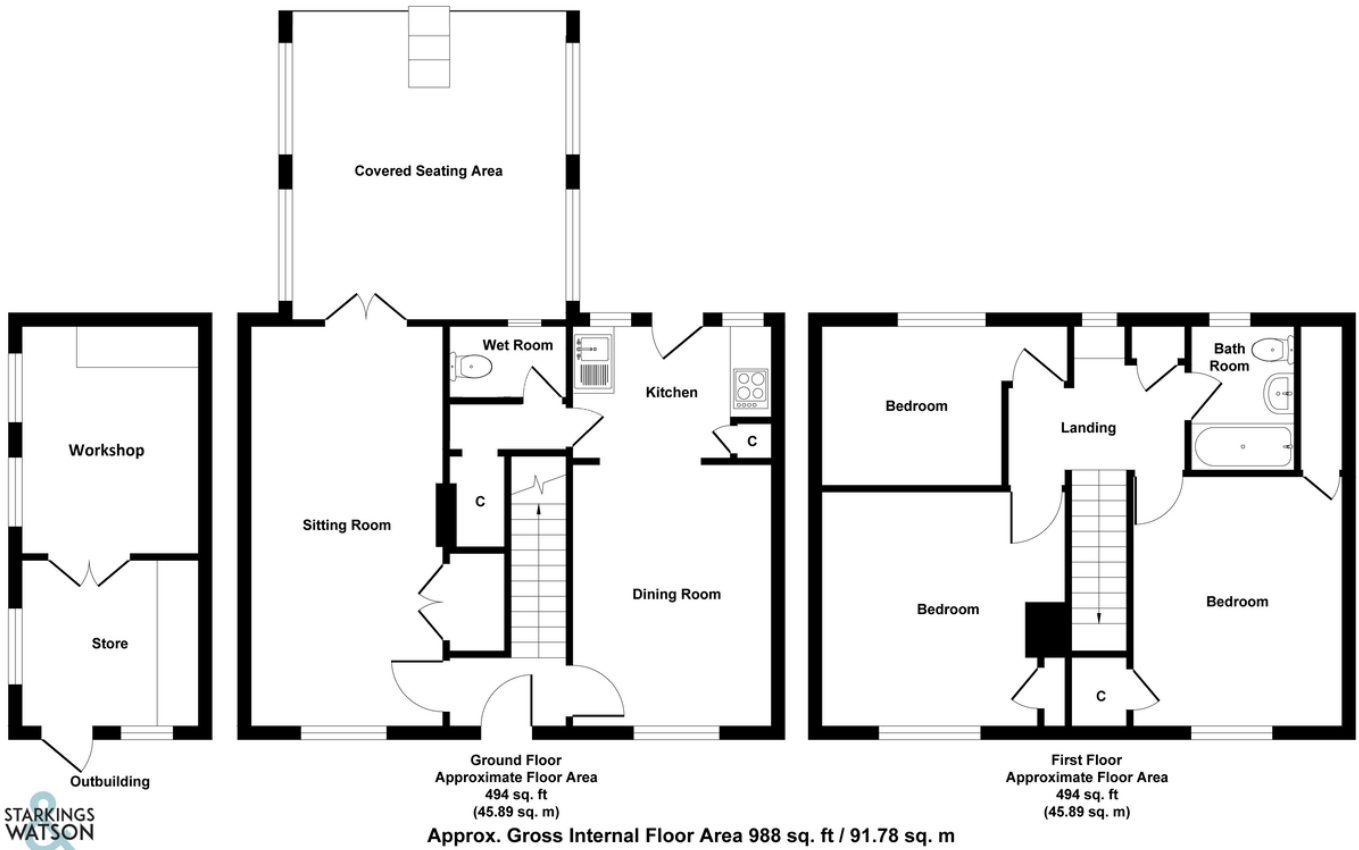 Covered Seating Area
Wet Room
Kitchen
C
C
Sitting Room
Dining Room
Workshop
Store
Outbuilding
Bedroom
Landing
Bath
Room
Bedroom
Bedroom
C
Ground Floor
Approximate Floor Area
494 sq. ft
(45.89 sq. m)
First Floor
Approximate Floor Area
494 sq. ft
(45.89 sq. m)
STARKINGS
&
WATSON
Approx. Gross Internal Floor Area 988 sq. ft / 91.78 sq. m